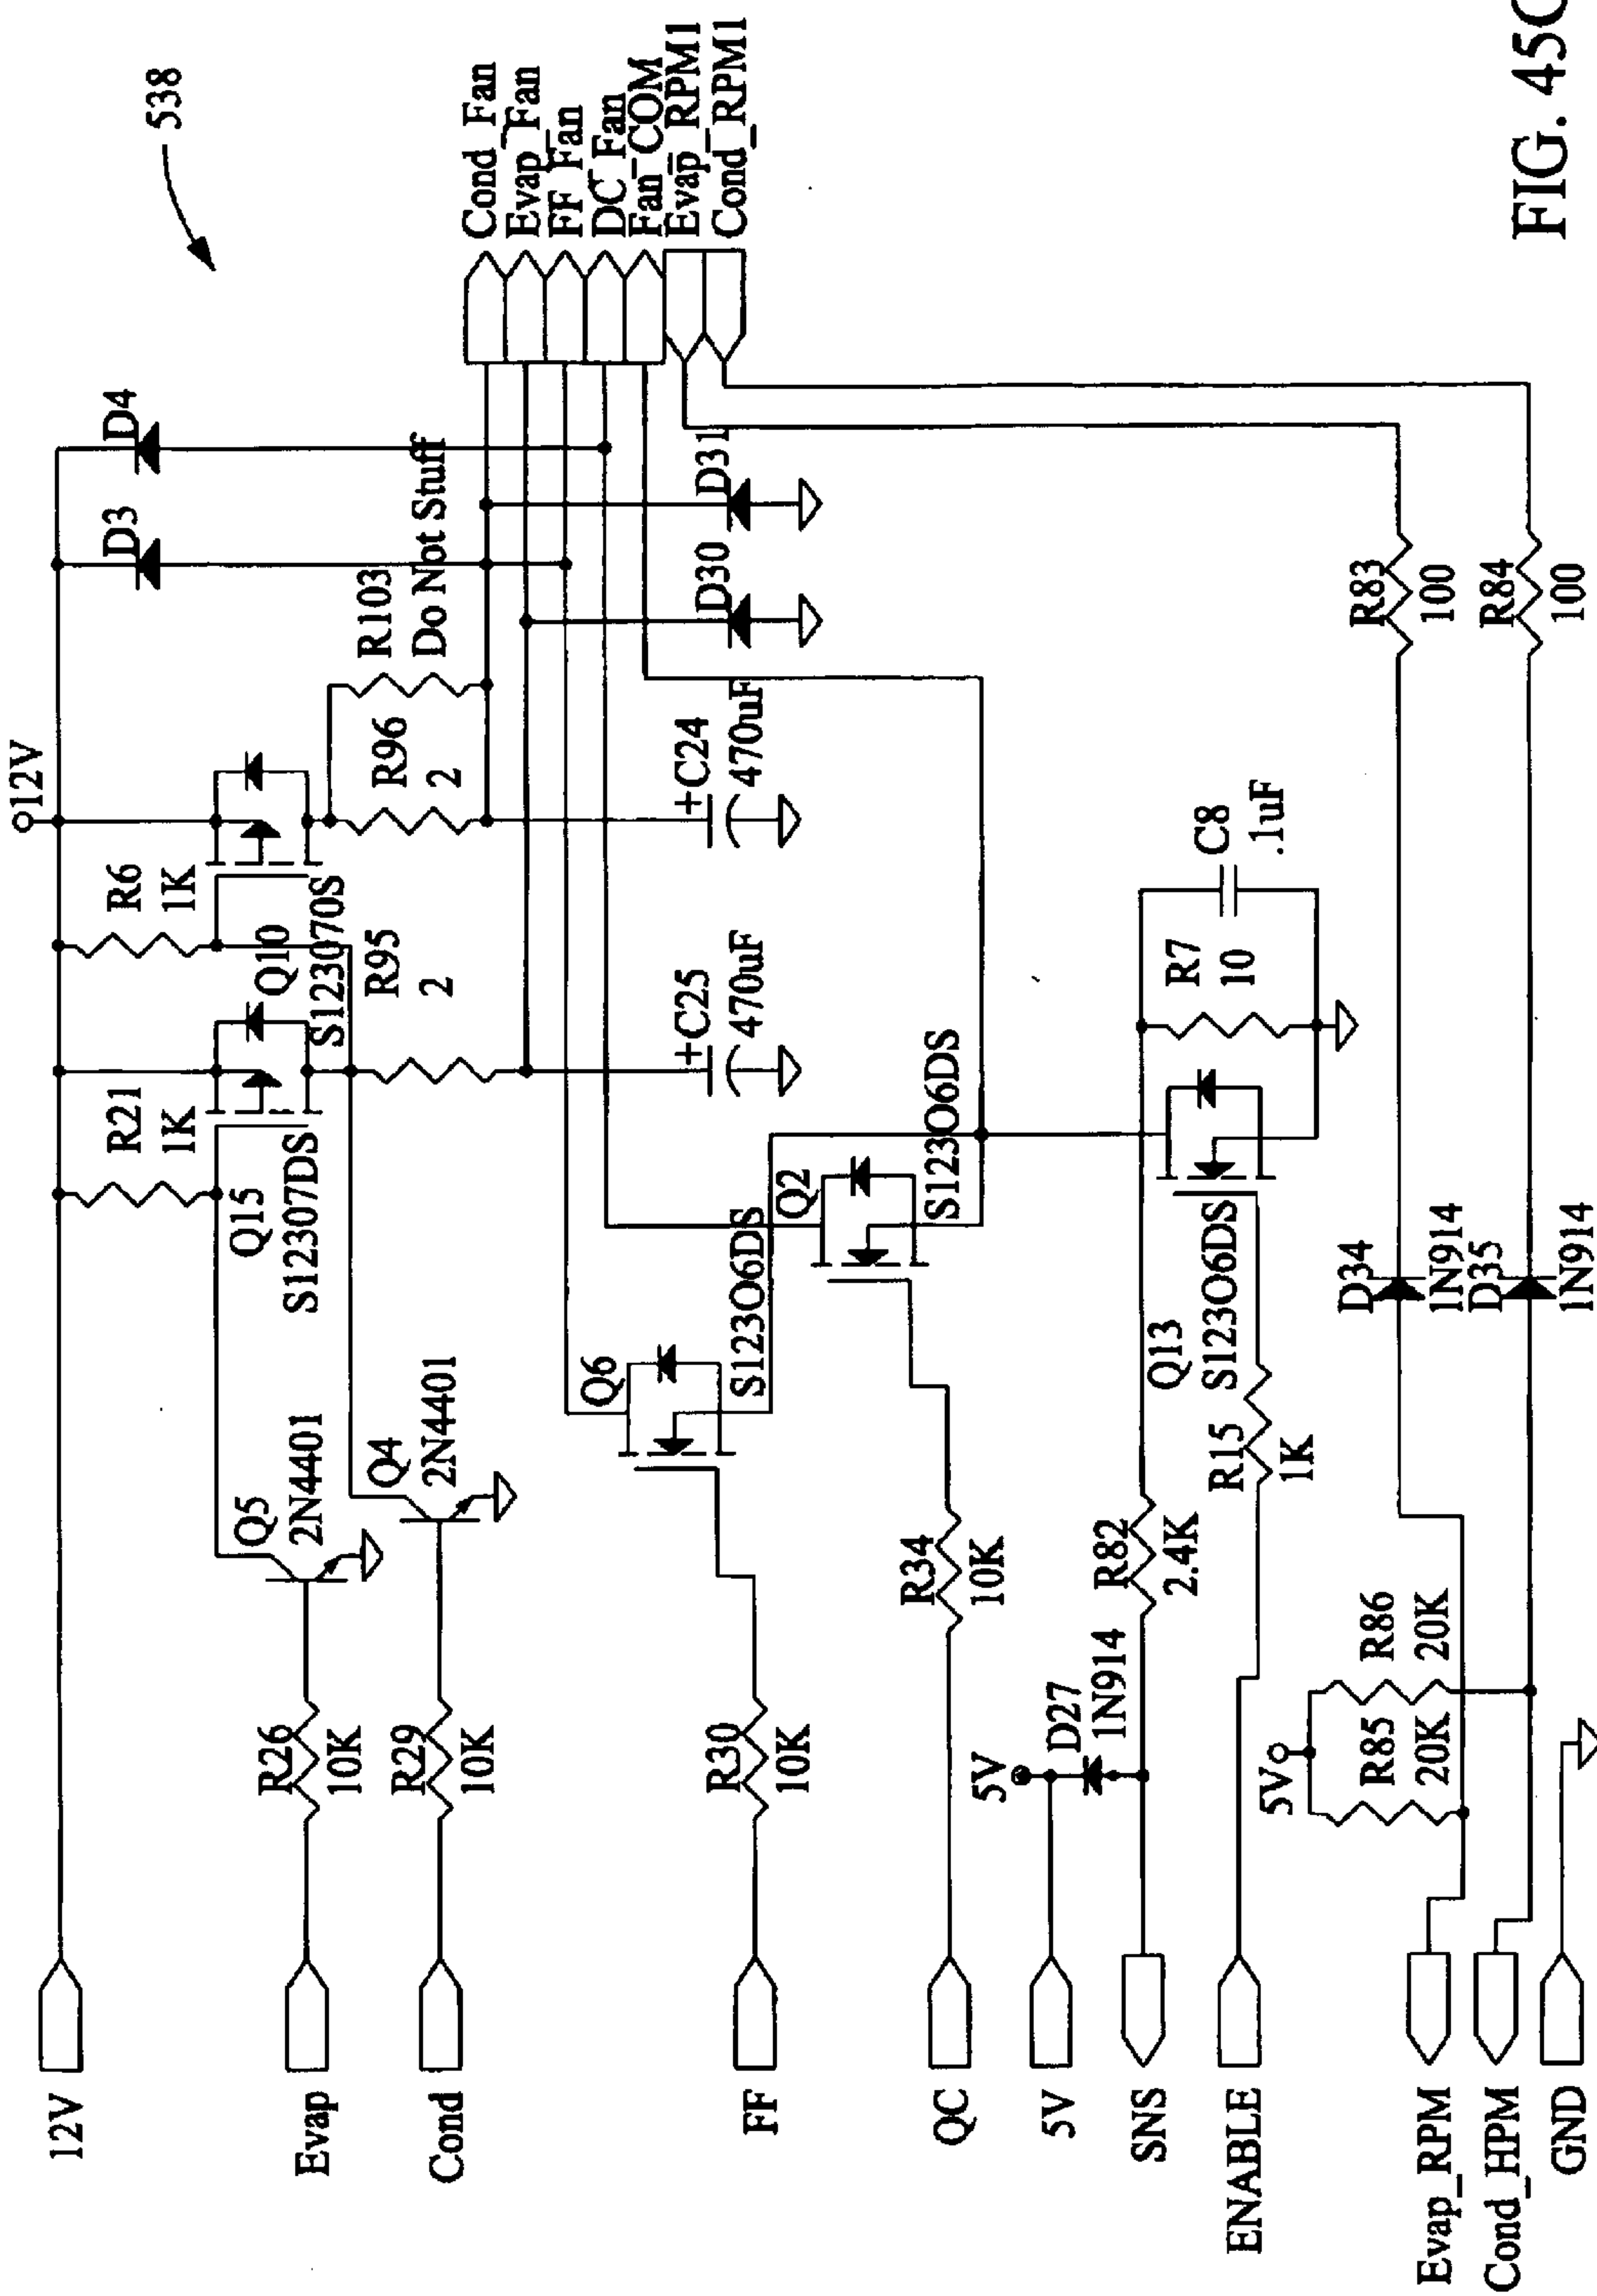 538
12V
D3
D4
R21
1K
R6
1K
Q15
S12307DS
Q10
S123070S
R95
2
R96
2
R103
Do Not Stuff
Cond_Fan
Evap_Fan
FF_Fan
DC_Fan
Fan_COM
Evap_RPM1
Cond_RPM1
12V
Evap
Cond
FF
QC
5V
SNS
ENABLE
Evap_RPM
Cond_HPM
GND
R26
10K
R29
10K
R30
10K
R34
10K
Q5
2N4401
Q4
2N4401
Q6
S123O6DS
Q2
S123O6DS
+C25
470uF
+C24
470uF
D30
D31
5V
D27
1N914
R82
2.4K
Q13
S123O6DS
R15
1K
R7
10
C8
.1uF
5V
R85
20K
R86
20K
D34
1N914
D35
1N914
R83
100
R84
100
FIG. 45C